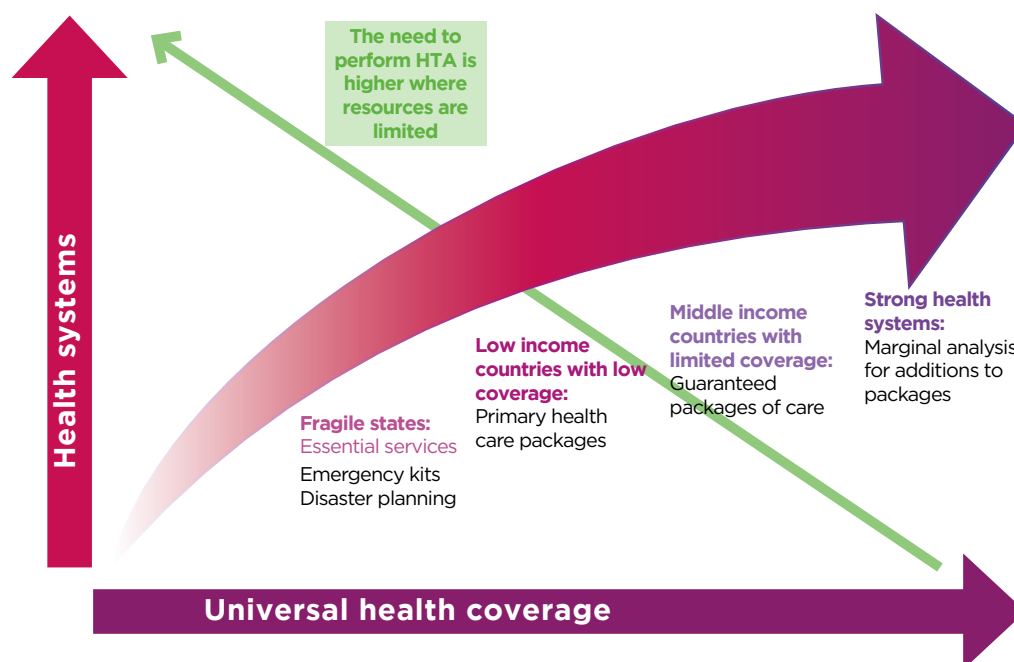 The need to
perform HTA is
higher where
resources are
limited
Health systems
Fragile states:
Essential services
Emergency kits
Disaster planning
Low income
countries with low
coverage:
Primary health
care packages
Middle income
countries with
limited coverage:
Guaranteed
packages of care
Strong health
systems:
Marginal analysis
for additions to
packages
Universal health coverage